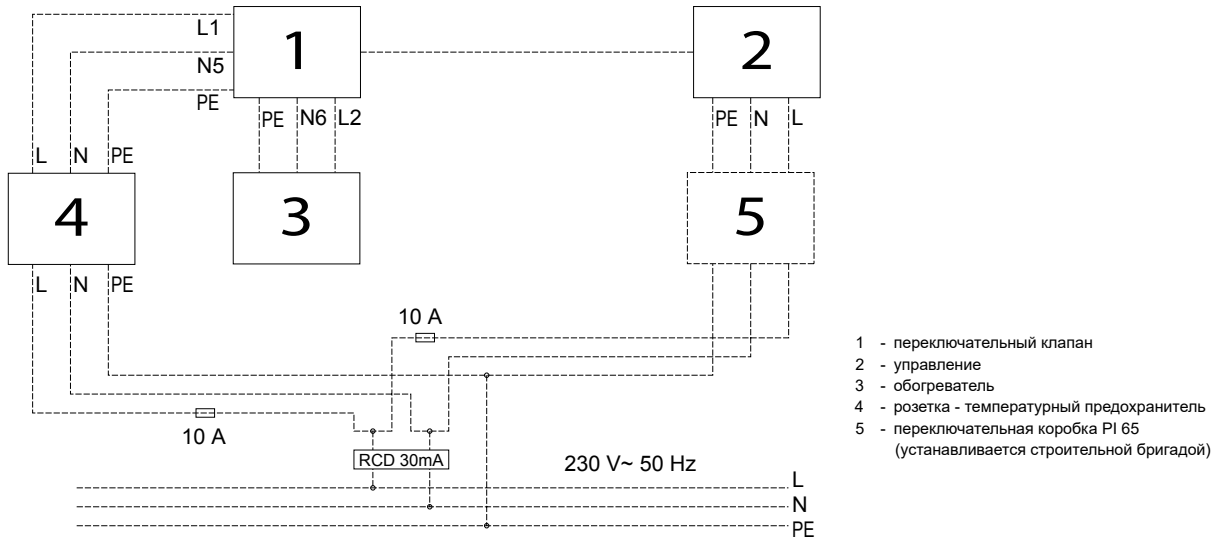 L1
1
2
N5
PE
PE N6 L2
PE N L
L N PE
4
3
5
L N PE
10 A
1 - переключательный клапан
2 - управление
3 - обогреватель
4 - розетка - температурный предохранитель
5 - переключательная коробка PI 65
(устанавливается строительной бригадой)
10 A
RCD 30mA
230 V~ 50 Hz
L
N
PE